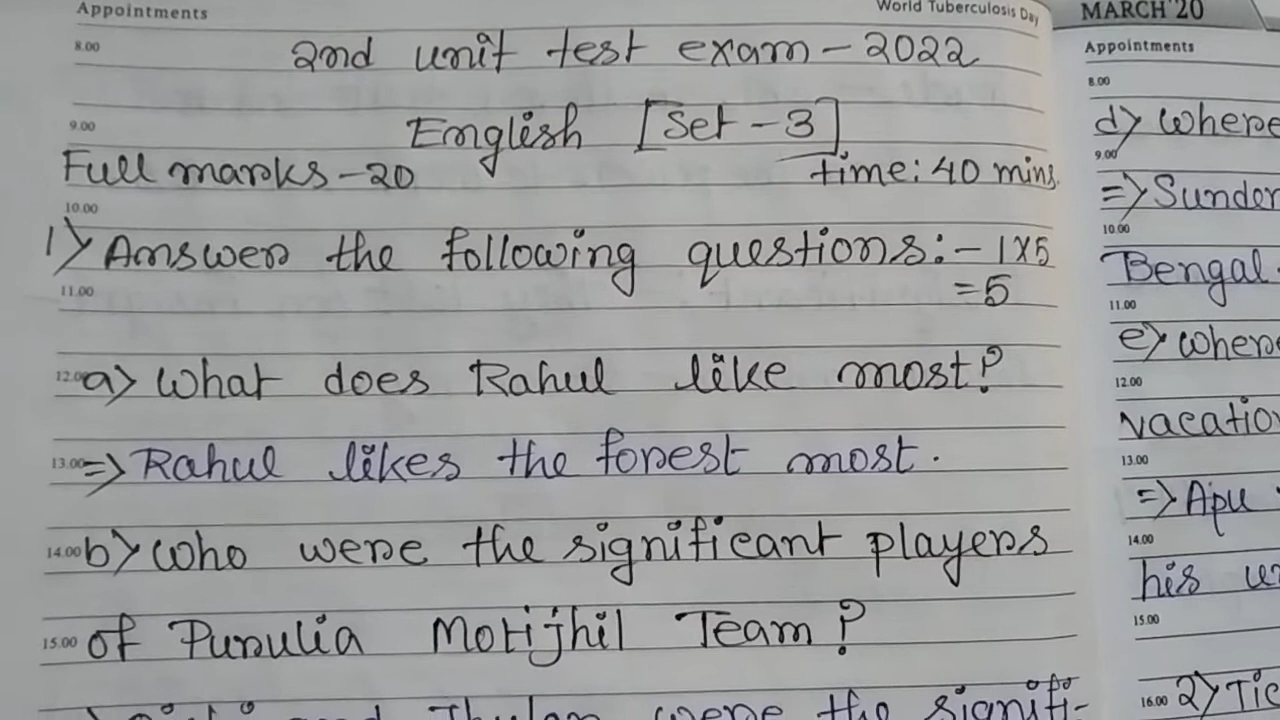 Appointments
World Tuberculosis Day
8.00
2nd unit test exam - 2022
9.00
English [Set - 3]
Full marks - 20
Time: 40 mins.
10.00
1) Answer the following questions: - 1x5
= 5
11.00
12.00
a) What does Rahul like most?
13.00
=> Rahul likes the forest most.
14.00
b) Who were the significant players
15.00
of Purulia Motijhil Team?
were the signifi-
MARCH '20
Appointments
8.00
d) Where
9.00
=> Sunder
10.00
Bengal.
11.00
e) Where
12.00
vacation
13.00
=> Apu
14.00
his
15.00
16.00
2) Tic